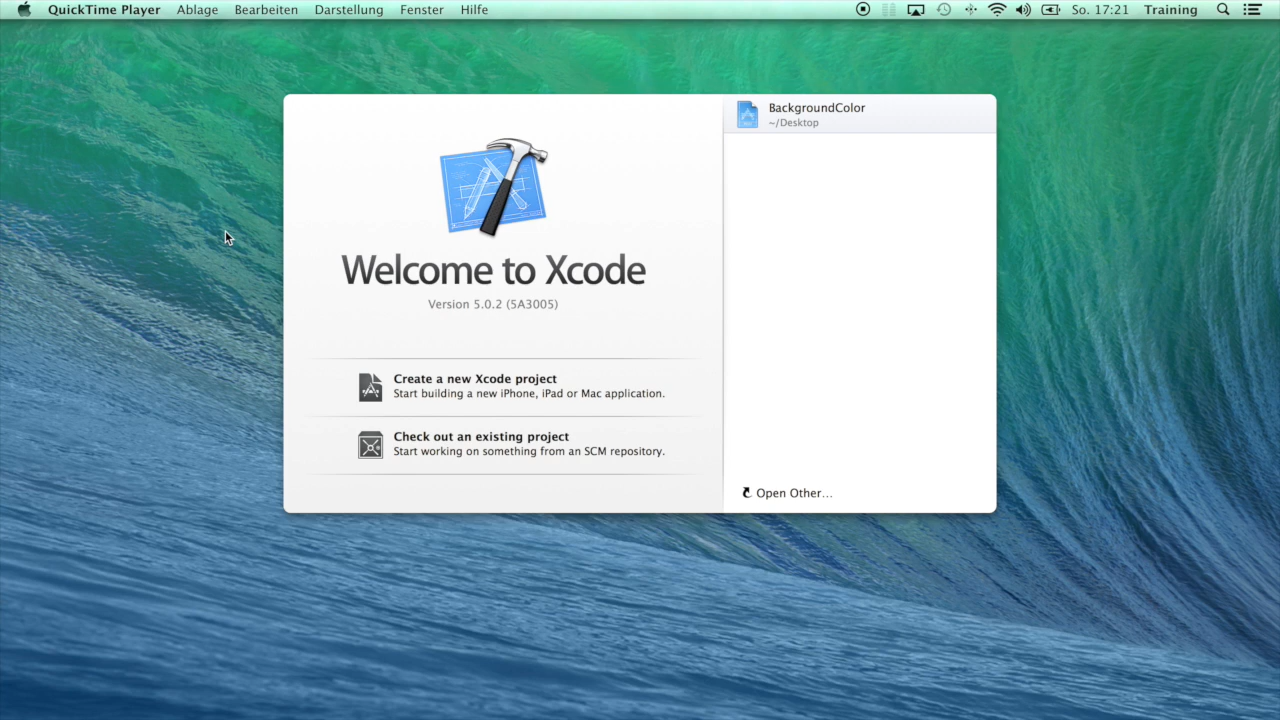 QuickTime Player Ablage Bearbeiten Darstellung Fenster Hilfe So. 17:21 Training
BackgroundColor
~/Desktop
Welcome to Xcode
Version 5.0.2 (5A3005)
Create a new Xcode project
Start building a new iPhone, iPad or Mac application.
Check out an existing project
Start working on something from an SCM repository.
Open Other...